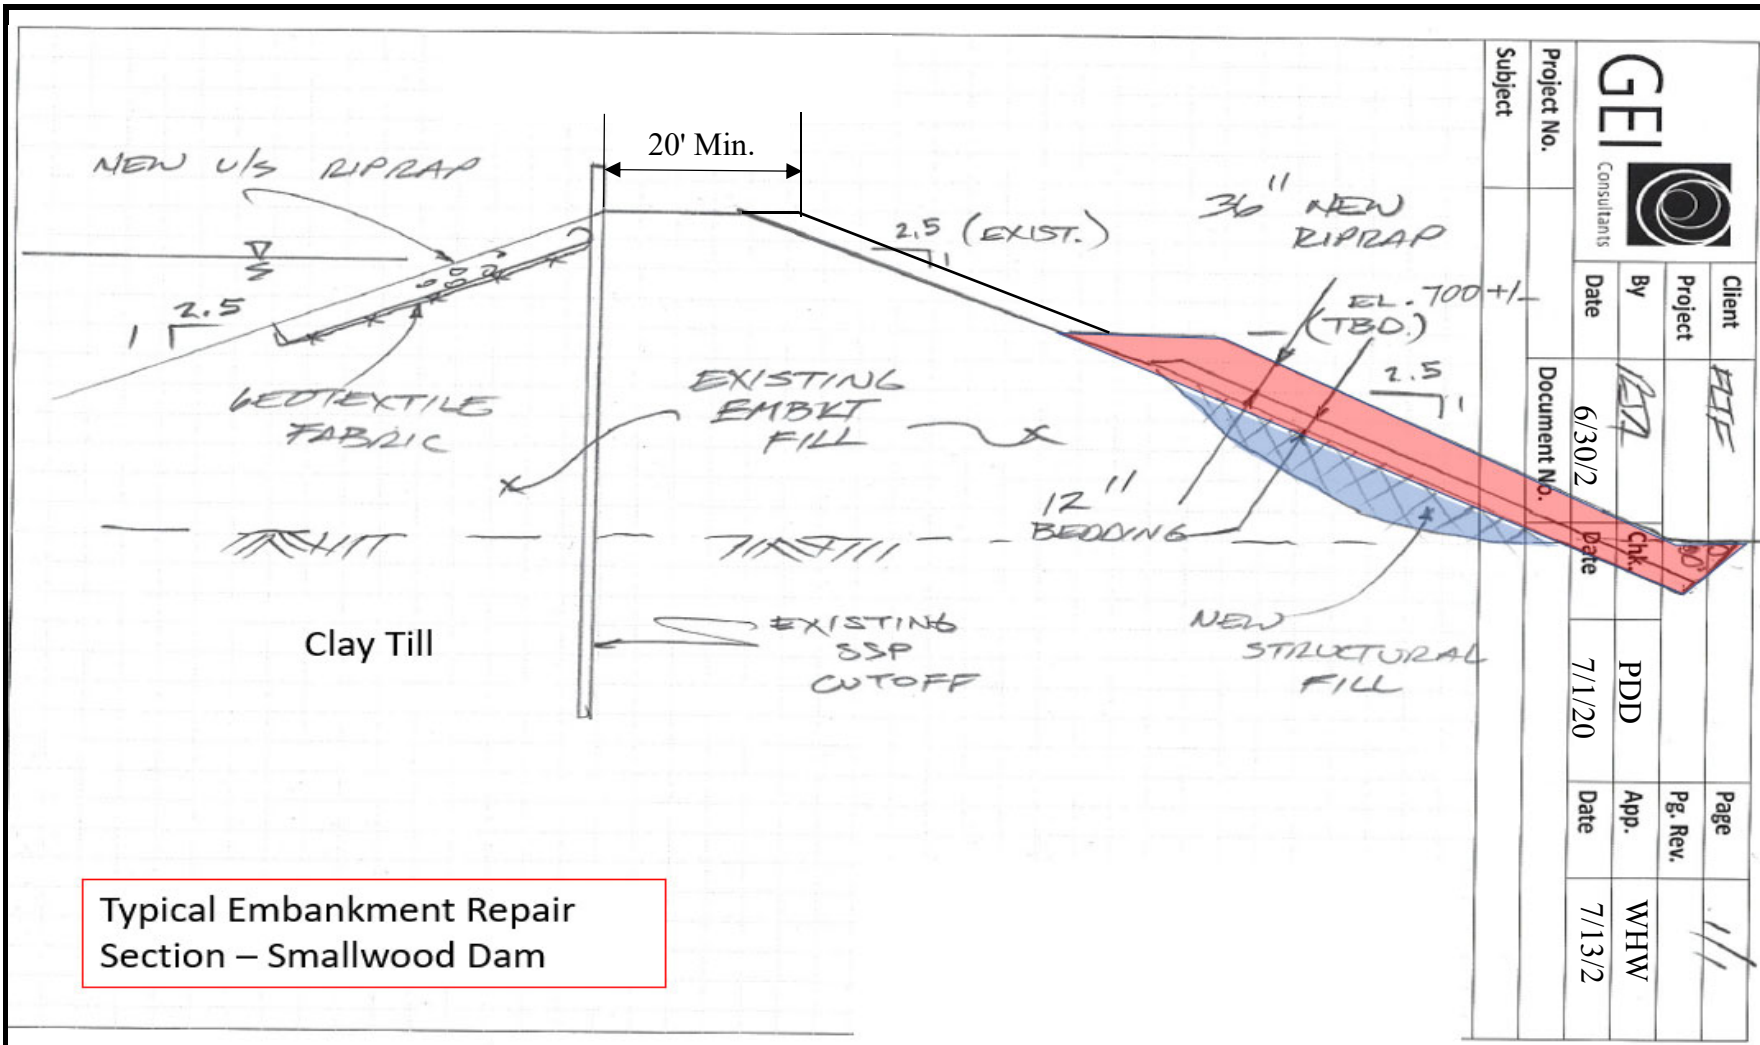 NEW U/S RIPRAP
20' Min.
2.5 (EXIST.)
1
36" NEW
RIPRAP
EL. 700 +/-
(TBD.)
2.5
1
1
2.5
GEOTEXTILE
FABRIC
EXISTING
EMBKT
FILL
12"
BEDDING
Clay Till
EXISTING
SSP
CUTOFF
NEW
STRUCTURAL
FILL
Typical Embankment Repair
Section – Smallwood Dam
GEI
Consultants
Client
Page 1/1
Project
Pg. Rev.
By
Chk. PDD
App. WHW
Date 6/30/2
Date 7/1/20
Date 7/13/2
Project No.
Document No.
Subject